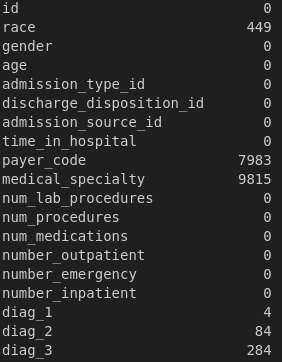 id 0
race 449
gender 0
age 0
admission_type_id 0
discharge_disposition_id 0
admission_source_id 0
time_in_hospital 0
payer_code 7983
medical_specialty 9815
num_lab_procedures 0
num_procedures 0
num_medications 0
number_outpatient 0
number_emergency 0
number_inpatient 0
diag_1 4
diag_2 84
diag_3 284